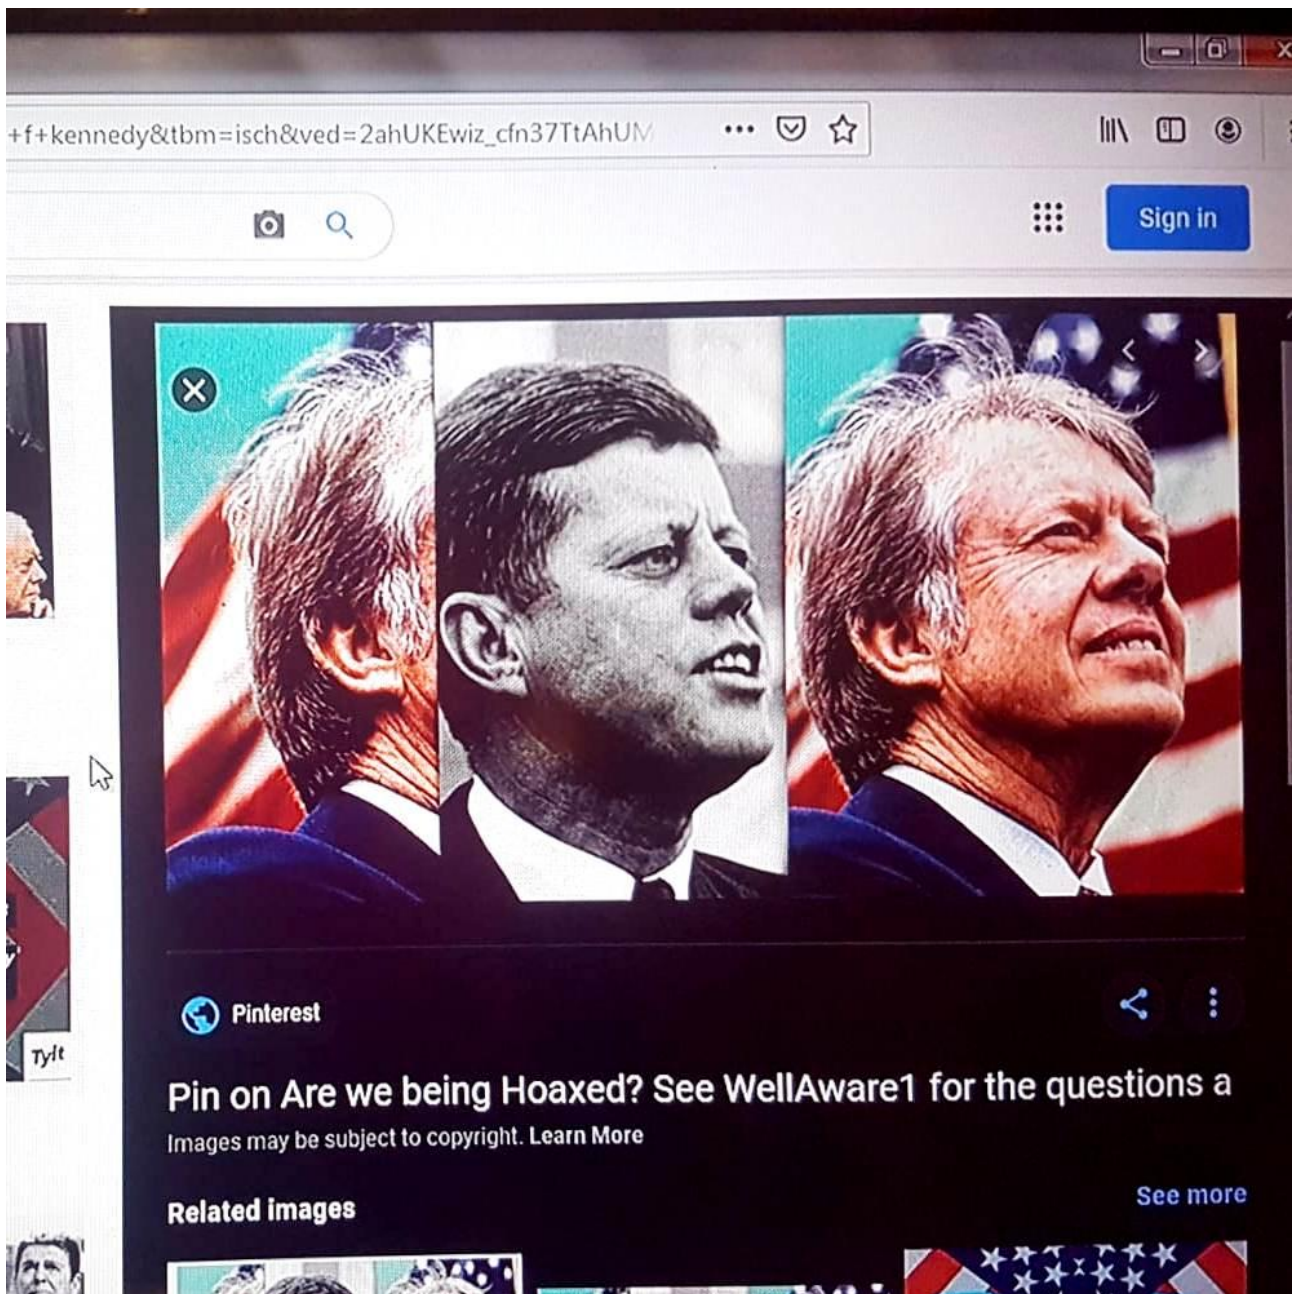 +f+kennedy&tbm=isch&ved=2ahUKEwiz_cfn37TtAhUM
Sign in
Tylt
Pinterest
Pin on Are we being Hoaxed? See WellAware1 for the questions a
Images may be subject to copyright. Learn More
Related images
See more